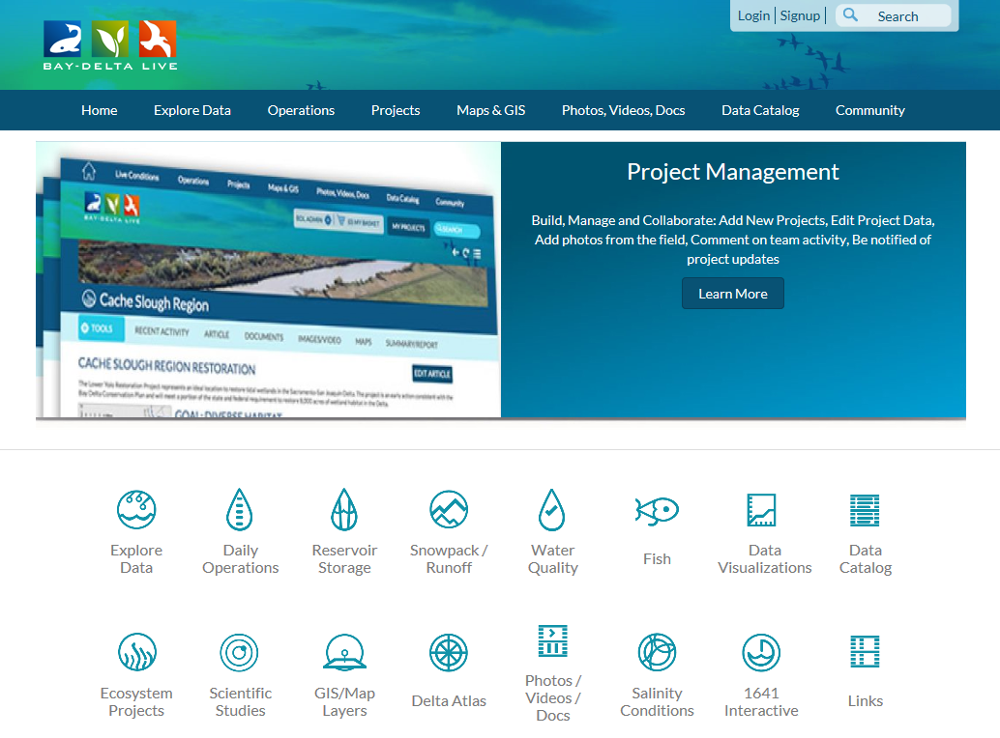 Login | Signup | Search
BAY-DELTA LIVE
Home Explore Data Operations Projects Maps & GIS Photos, Videos, Docs Data Catalog Community
Live Conditions Operations Projects Maps & GIS Photos, Videos, Docs Data Catalog Community
BAY-DELTA LIVE
BDL ADMIN MY BASKET MY PROJECTS SEARCH
Cache Slough Region
TOOLS RECENT ACTIVITY ARTICLE DOCUMENTS IMAGES/VIDEO MAPS SUMMARY REPORT
CACHE SLOUGH REGION RESTORATION
EDIT ARTICLE
The Lower Yolo Restoration Project represents an ideal location to restore tidal wetlands in the Sacramento-San Joaquin Delta. The project is an early action consistent with the
Bay Delta Conservation Plan and will meet a portion of the state and federal requirement to restore 8,000 acres of wetland habitat in the Delta.
GOAL: DIVERSE HABITAT
Project Management
Build, Manage and Collaborate: Add New Projects, Edit Project Data,
Add photos from the field, Comment on team activity, Be notified of
project updates
Learn More
Explore
Data
Daily
Operations
Reservoir
Storage
Snowpack /
Runoff
Water
Quality
Fish
Data
Visualizations
Data
Catalog
Ecosystem
Projects
Scientific
Studies
GIS/Map
Layers
Delta Atlas
Photos /
Videos /
Docs
Salinity
Conditions
1641
Interactive
Links